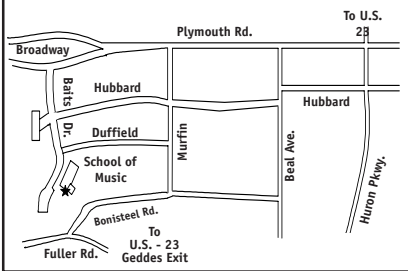 To U.S.
23
Plymouth Rd.
Broadway
Baits Dr.
Hubbard
Hubbard
Duffield
Murfin
Beal Ave.
School of
Music
Huron Pkwy.
Bonisteel Rd.
To
U.S. - 23
Geddes Exit
Fuller Rd.